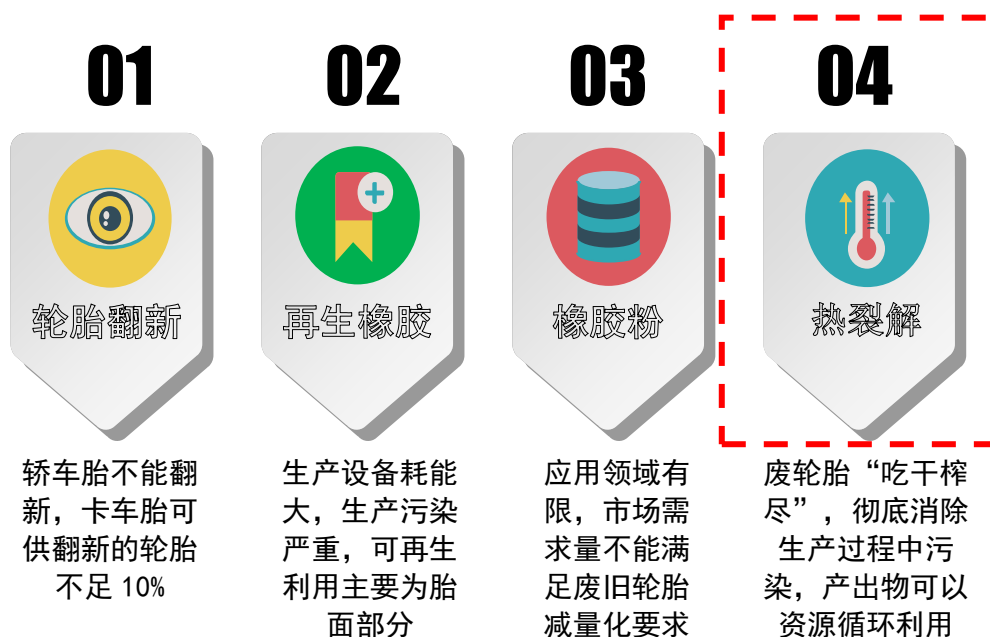 01
轮胎翻新
轿车胎不能翻
新，卡车胎可
供翻新的轮胎
不足 10%
02
再生橡胶
生产设备耗能
大，生产污染
严重，可再生
利用主要为胎
面部分
03
橡胶粉
应用领域有
限，市场需
求量不能满
足废旧轮胎
减量化要求
04
热裂解
废轮胎“吃干榨
尽”，彻底消除
生产过程中污
染，产出物可以
资源循环利用